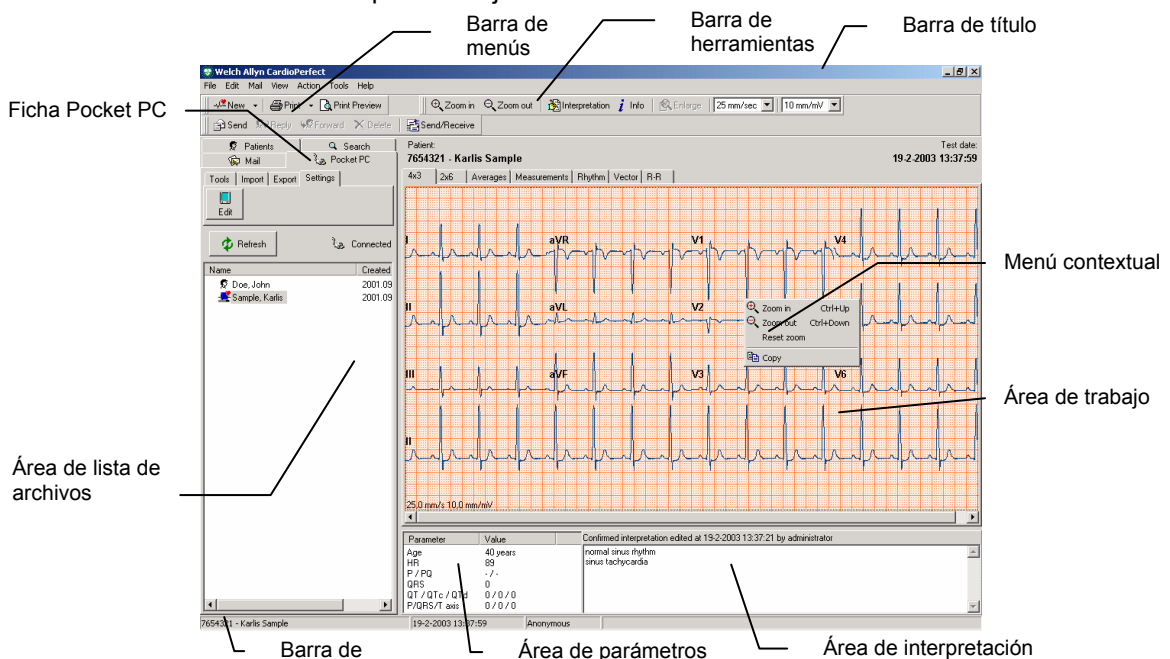 Barra de
menús
Barra de
herramientas
Barra de título
Ficha Pocket PC
Welch Allyn CardioPerfect
File Edit Mail View Action Tools Help
New Print Print Preview Zoom in Zoom out Interpretation i Info Enlarge 25 mm/sec 10 mm/mV
Send Reply Forward Delete Send/Receive
Patients Search
Mail Pocket PC
Tools Import Export Settings
Edit
Refresh Connected
Name Created
Doe, John 2001.09
Sample, Karlis 2001.09
Patient: Test date:
7654321 - Karlis Sample 19-2-2003 13:37:59
4x3 2x6 Averages Measurements Rhythm Vector R-R
I aVR V1 V4
II aVL V2
III aVF V3 V6
II
25,0 mm/s 10,0 mm/mV
Zoom in Ctrl+Up
Zoom out Ctrl+Down
Reset zoom
Copy
Menú contextual
Área de trabajo
Área de lista de
archivos
Parameter Value
Age 40 years
HR 89
P / PQ - / -
QRS 0
QT / QTc / QTd 0 / 0 / 0
P/QRS/T axis 0 / 0 / 0
Confirmed interpretation edited at 19-2-2003 13:37:21 by administrator
normal sinus rhythm
sinus tachycardia
7654321 - Karlis Sample 19-2-2003 13:37:59 Anonymous
Barra de
Área de parámetros
Área de interpretación